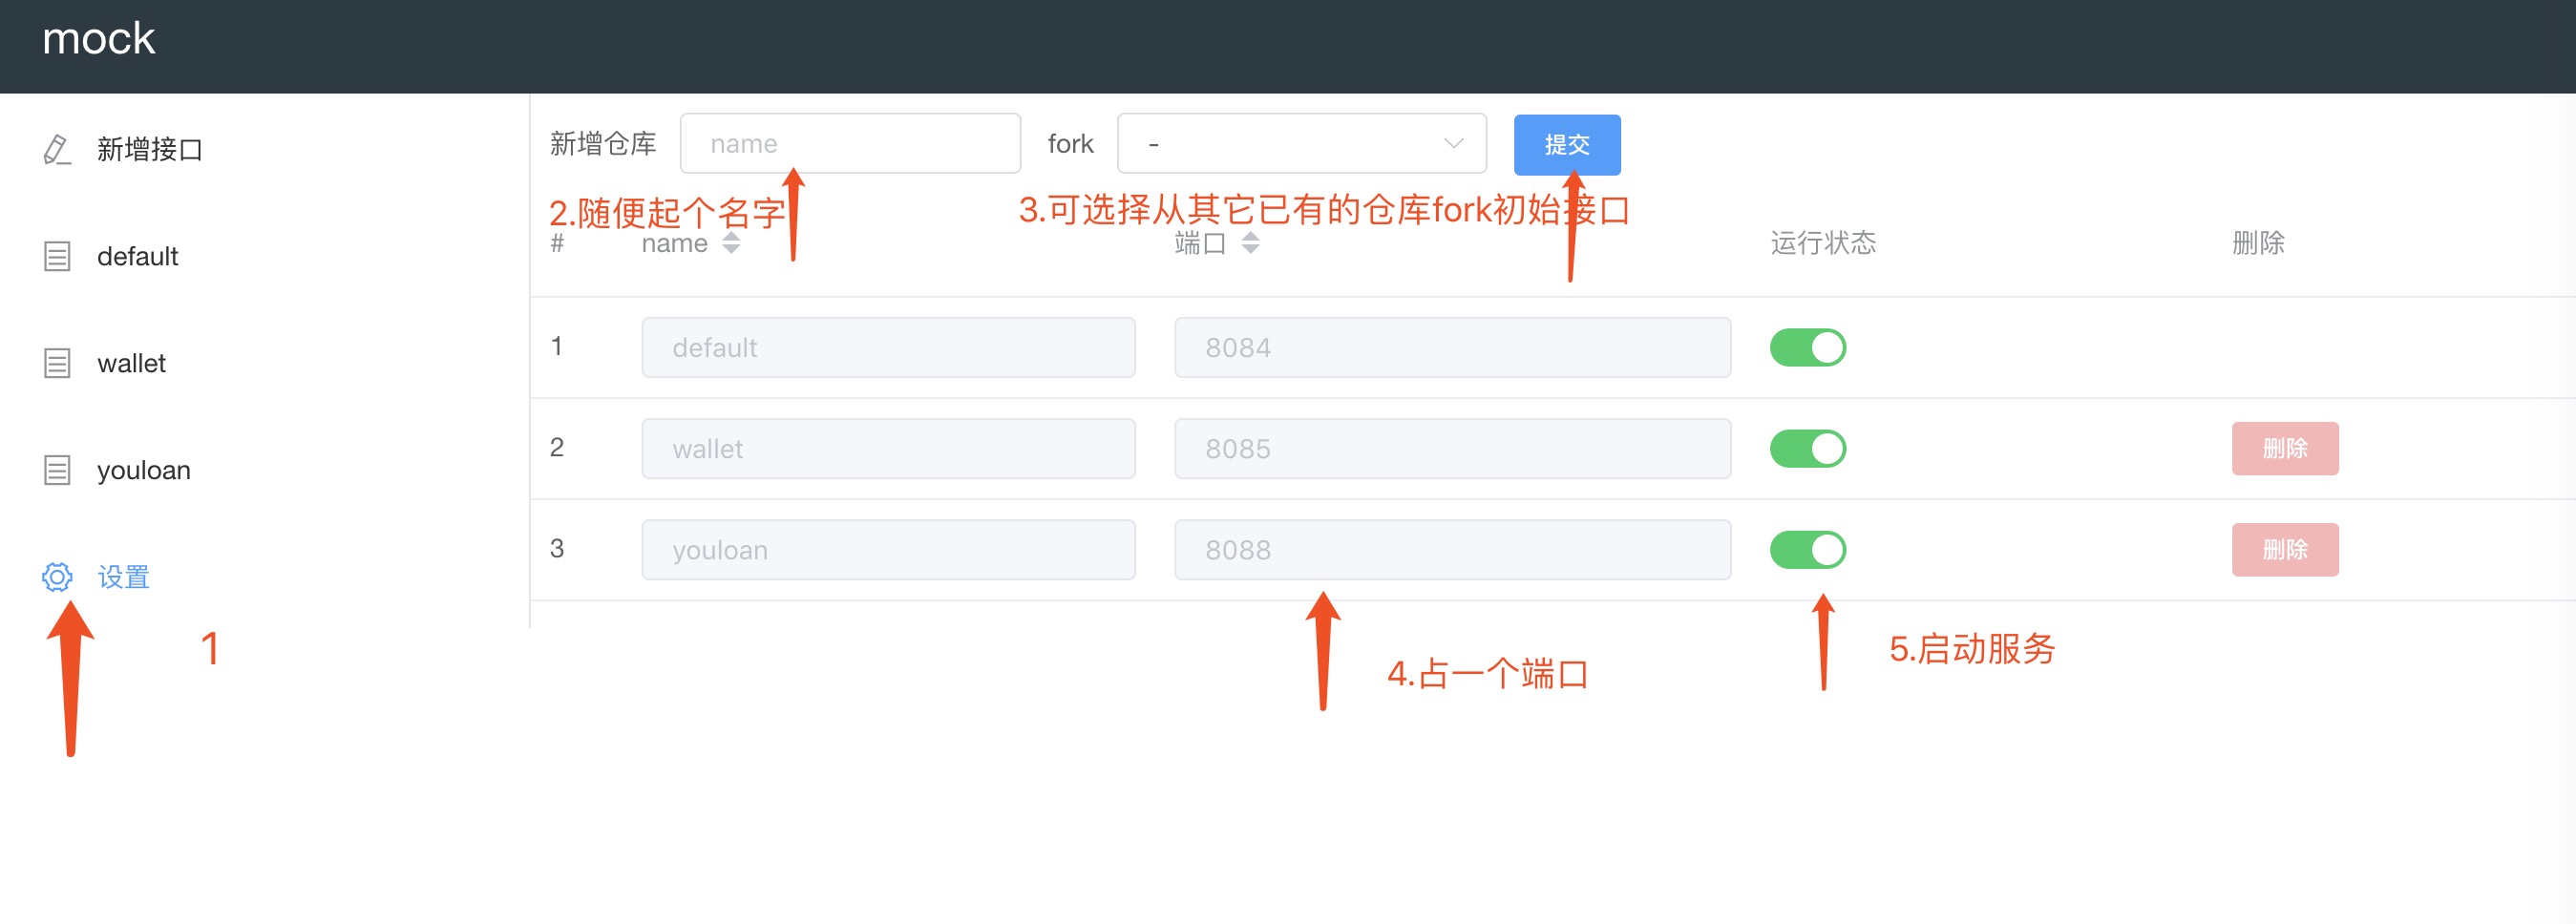 mock
新增接口
default
wallet
youloan
设置
1
新增仓库 name fork - 提交
2.随便起个名字 3.可选择从其它已有的仓库fork初始接口
# name 端口 运行状态 删除
1 default 8084
2 wallet 8085 删除
3 youloan 8088 删除
4.占一个端口
5.启动服务